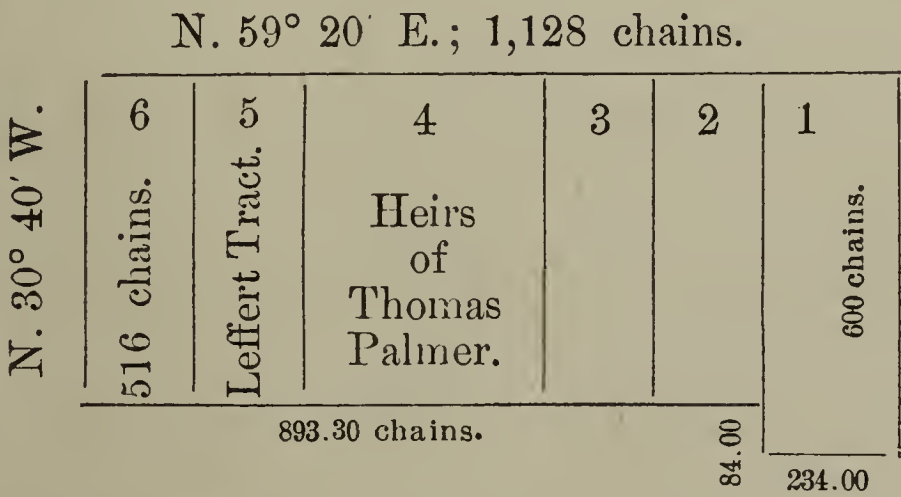 N. 59° 20′ E.; 1,128 chains.
N. 30° 40′ W.
6
516 chains.
5
Leffert Tract.
4
Heirs
of
Thomas
Palmer.
3
2
1
600 chains.
893.30 chains.
84.00
234.00